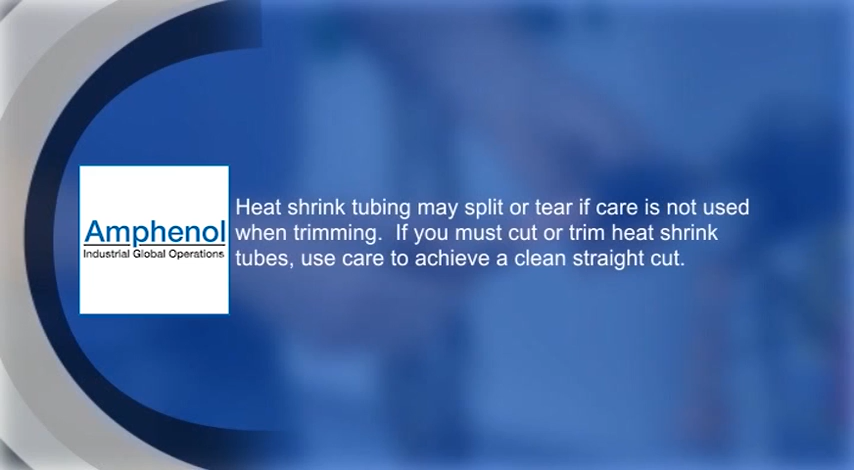 Amphenol
Industrial Global Operations
Heat shrink tubing may split or tear if care is not used
when trimming.  If you must cut or trim heat shrink
tubes, use care to achieve a clean straight cut.